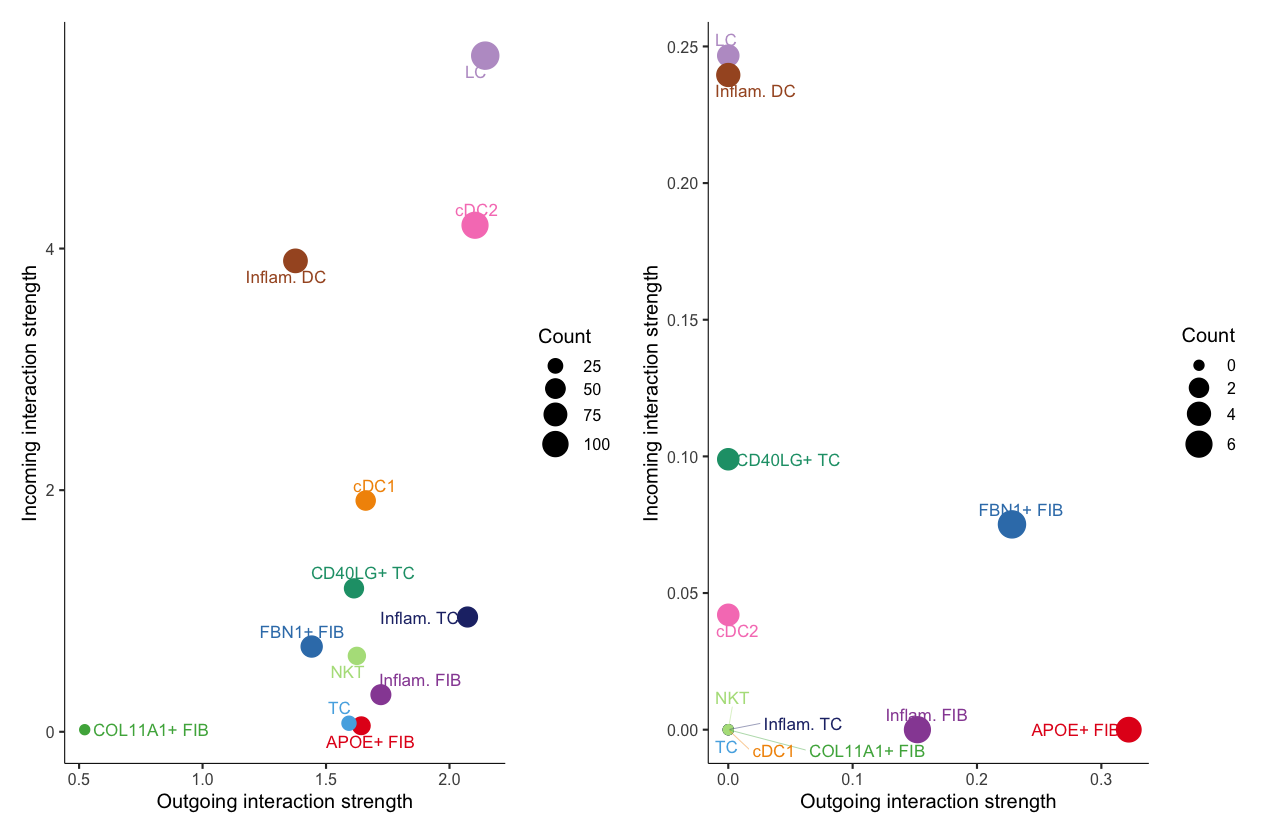 LC
cDC2
Inflam. DC
cDC1
CD40LG+ TC
Inflam. TC
FBN1+ FIB
NKT
Inflam. FIB
TC
COL11A1+ FIB
APOE+ FIB
4
2
0
0.5
1.0
1.5
2.0
Outgoing interaction strength
Incoming interaction strength
Count
25
50
75
100
LC
Inflam. DC
CD40LG+ TC
FBN1+ FIB
cDC2
NKT
Inflam. TC
Inflam. FIB
APOE+ FIB
TC
cDC1
COL11A1+ FIB
0.25
0.20
0.15
0.10
0.05
0.00
0.0
0.1
0.2
0.3
Outgoing interaction strength
Incoming interaction strength
Count
0
2
4
6